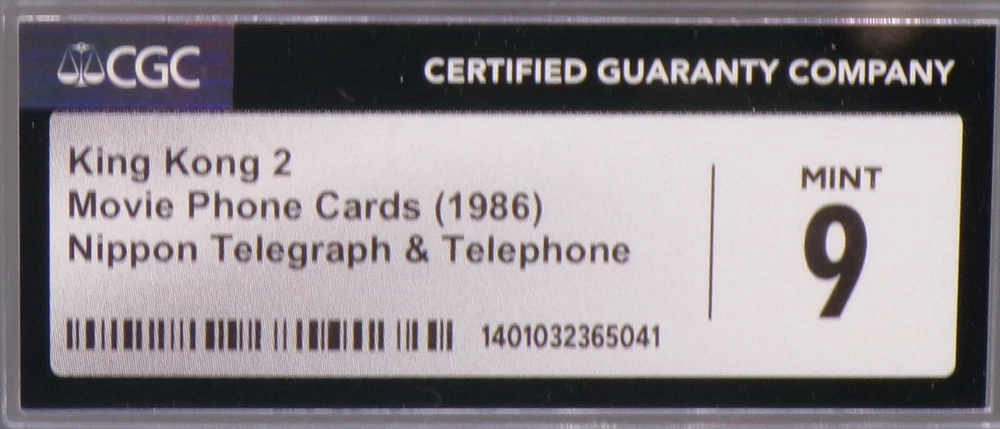 CGC
CERTIFIED GUARANTY COMPANY
King Kong 2
Movie Phone Cards (1986)
Nippon Telegraph & Telephone
1401032365041
MINT
9